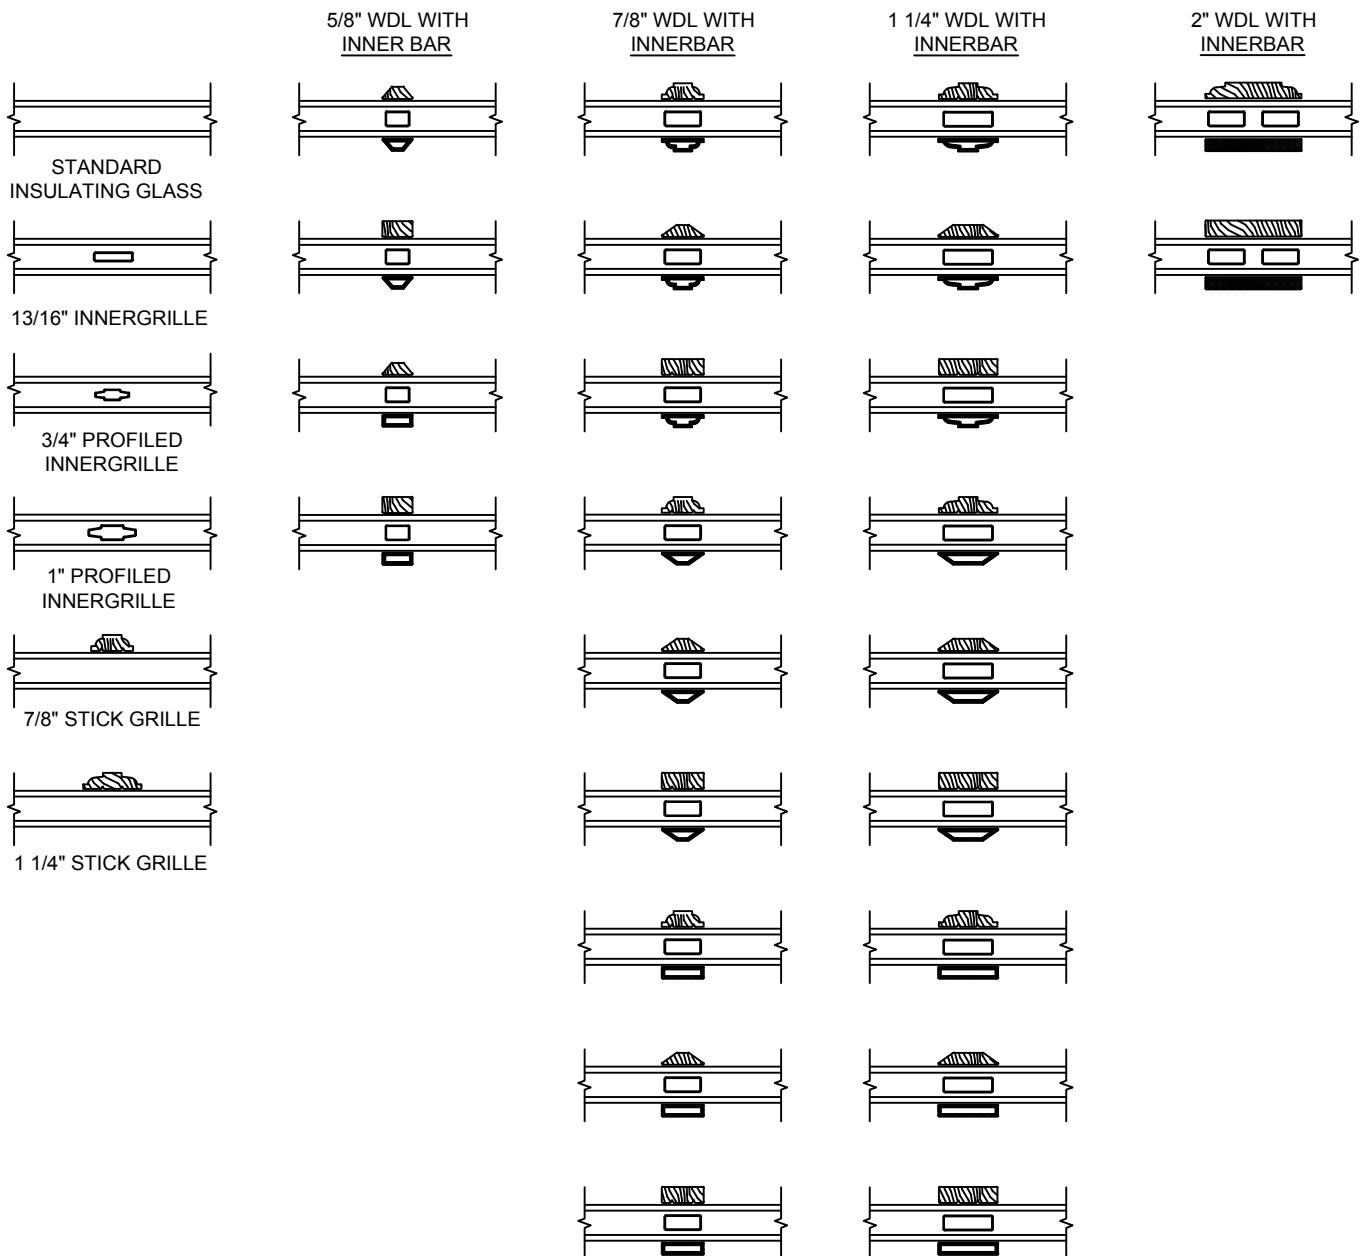 5/8" WDL WITH
INNER BAR
7/8" WDL WITH
INNERBAR
1 1/4" WDL WITH
INNERBAR
2" WDL WITH
INNERBAR
STANDARD
INSULATING GLASS
13/16" INNERGRILLE
3/4" PROFILED
INNERGRILLE
1" PROFILED
INNERGRILLE
7/8" STICK GRILLE
1 1/4" STICK GRILLE